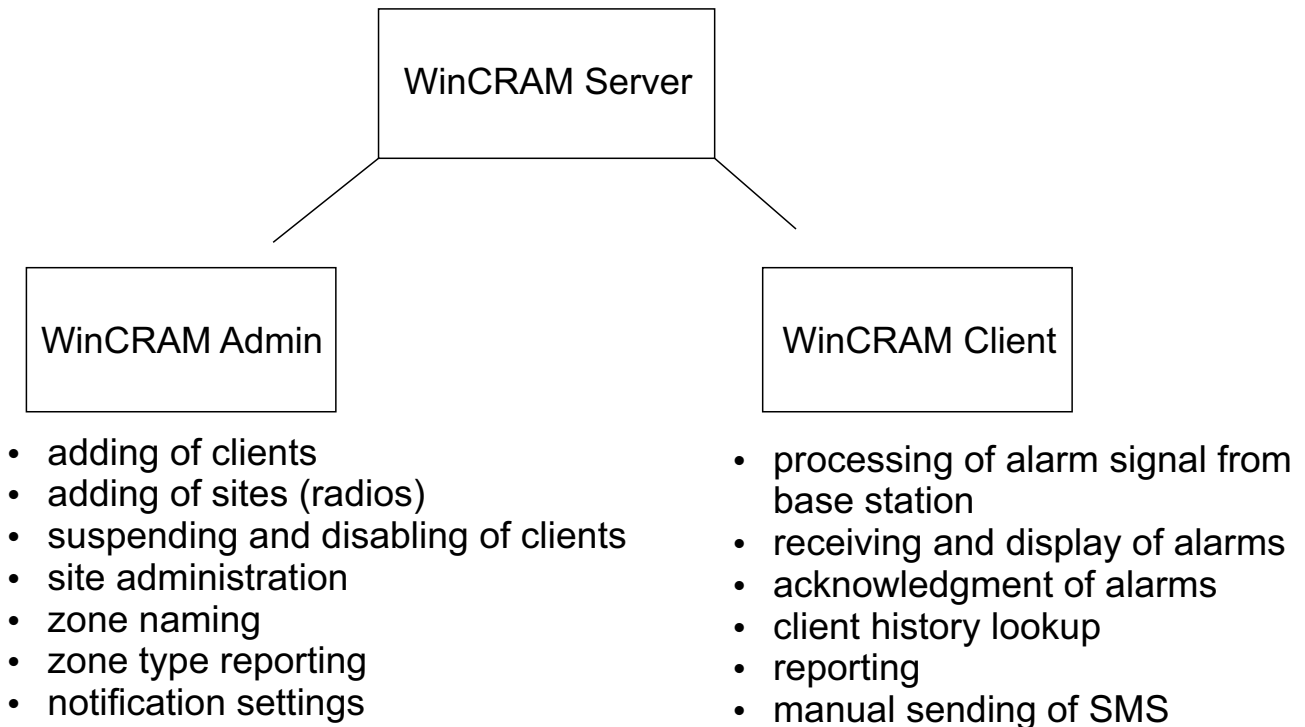 WinCRAM Server
WinCRAM Admin
• adding of clients
• adding of sites (radios)
• suspending and disabling of clients
• site administration
• zone naming
• zone type reporting
• notification settings
WinCRAM Client
• processing of alarm signal from
base station
• receiving and display of alarms
• acknowledgment of alarms
• client history lookup
• reporting
• manual sending of SMS